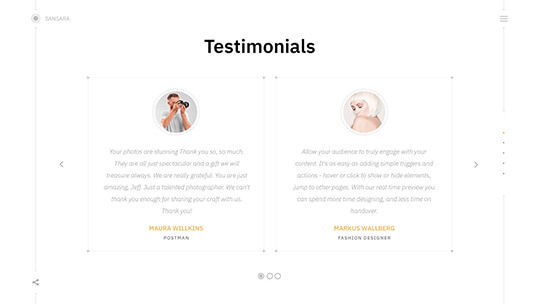 SANSARA
Testimonials
Your photos are stunning Thank you so, so much.
They are all just spectacular and a gift we will
treasure always. We are really grateful. You are just
amazing, Jeff. Just a talented photographer. We can't
thank you enough for sharing your craft with us.
Thank you!
MAURA WILLKINS
POSTMAN
Allow your audience to truly engage with your
content. It's as easy as adding simple triggers and
actions - hover or click to show or hide elements,
jump to other pages. With our real-time preview you
can spend more time designing, and less time on
handover.
MARKUS WALLBERG
FASHION DESIGNER